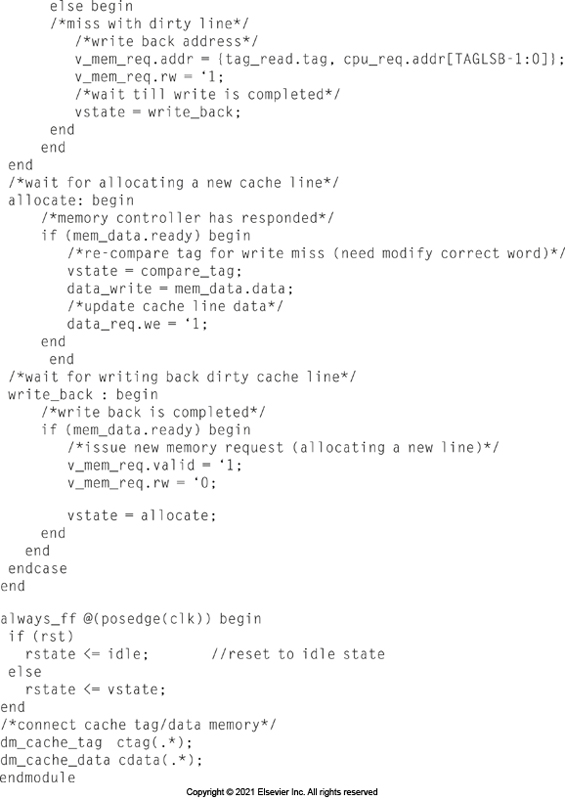 else begin
/*miss with dirty line*/
/*write back address*/
v_mem_req.addr = {tag_read.tag, cpu_req.addr[TAGLSB-1:0]};
v_mem_req.rw = ‘1;
/*wait till write is completed*/
vstate = write_back;
end
end
end
/*wait for allocating a new cache line*/
allocate: begin
/*memory controller has responded*/
if (mem_data.ready) begin
/*re-compare tag for write miss (need modify correct word)*/
vstate = compare_tag;
data_write = mem_data.data;
/*update cache line data*/
data_req.we = ‘1;
end
end
/*wait for writing back dirty cache line*/
write_back : begin
/*write back is completed*/
if (mem_data.ready) begin
/*issue new memory request (allocating a new line)*/
v_mem_req.valid = ‘1;
v_mem_req.rw = ‘0;
vstate = allocate;
end
end
endcase
end
always_ff @(posedge(clk)) begin
if (rst)
rstate <= idle; //reset to idle state
else
rstate <= vstate;
end
/*connect cache tag/data memory*/
dm_cache_tag ctag(.*);
dm_cache_data cdata(.*);
endmodule
Copyright © 2021 Elsevier Inc. All rights reserved